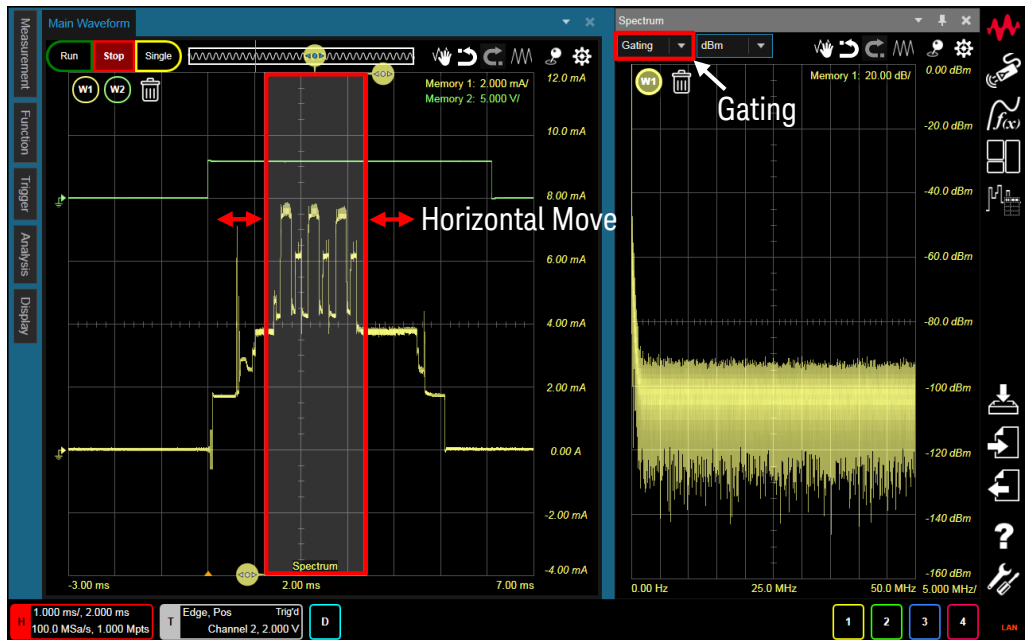 Measurement
Function
Trigger
Analysis
Display
Main Waveform
Run
Stop
Single
W1
W2
Memory 1: 2.000 mA/
Memory 2: 5.000 V/
12.0 mA
10.0 mA
8.00 mA
6.00 mA
4.00 mA
2.00 mA
0.00 A
-2.00 mA
-4.00 mA
Horizontal Move
Spectrum
-3.00 ms
2.00 ms
7.00 ms
Spectrum
Gating
dBm
W1
Memory 1: 20.00 dB/
Gating
0.00 dBm
-20.0 dBm
-40.0 dBm
-60.0 dBm
-80.0 dBm
-100 dBm
-120 dBm
-140 dBm
-160 dBm
0.00 Hz
25.0 MHz
50.0 MHz
5.000 MHz/
f(x)
?
H
1.000 ms/, 2.000 ms
100.0 MSa/s, 1.000 Mpts
T
Edge, Pos
Trig'd
Channel 2, 2.000 V
D
1
2
3
4
LAN